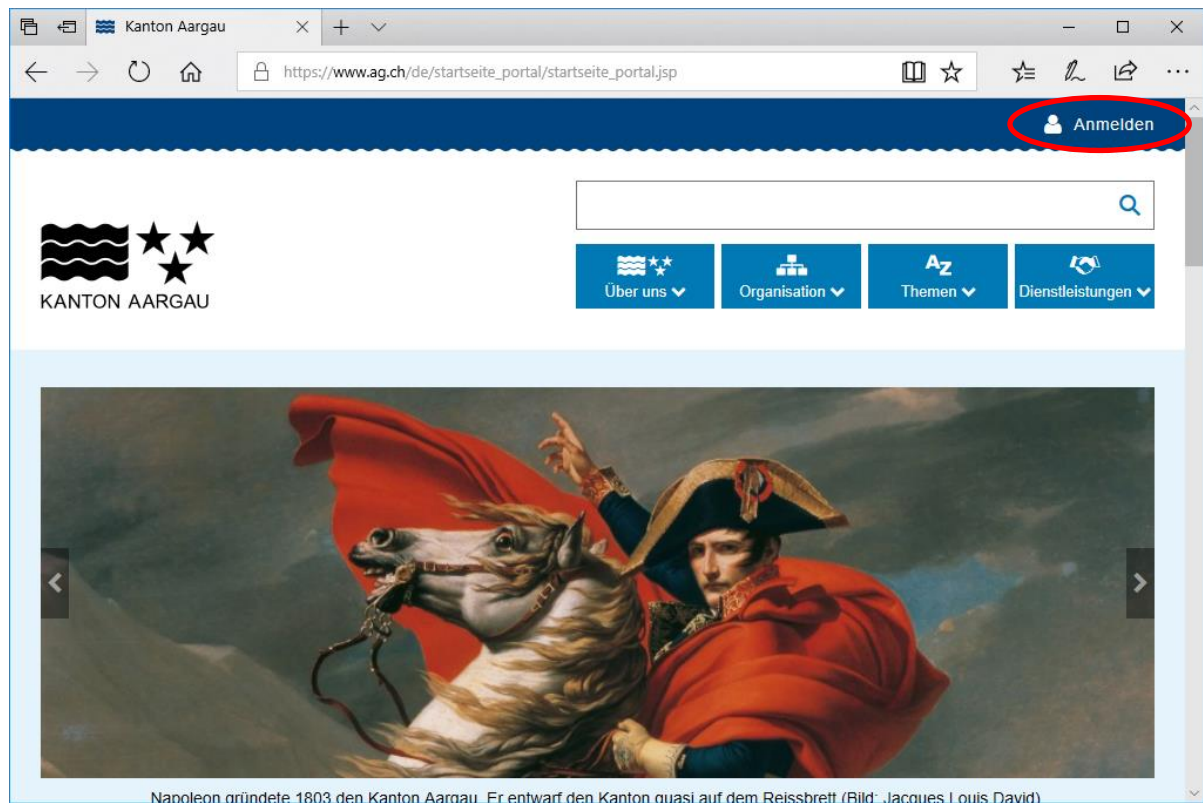 Kanton Aargau
https://www.ag.ch/de/startseite_portal/startseite_portal.jsp
Anmelden
KANTON AARGAU
Über uns
Organisation
AZ
Themen
Dienstleistungen
Napoleon gründete 1803 den Kanton Aargau. Er entwarf den Kanton quasi auf dem Reissbrett (Bild: Jacques Louis David)